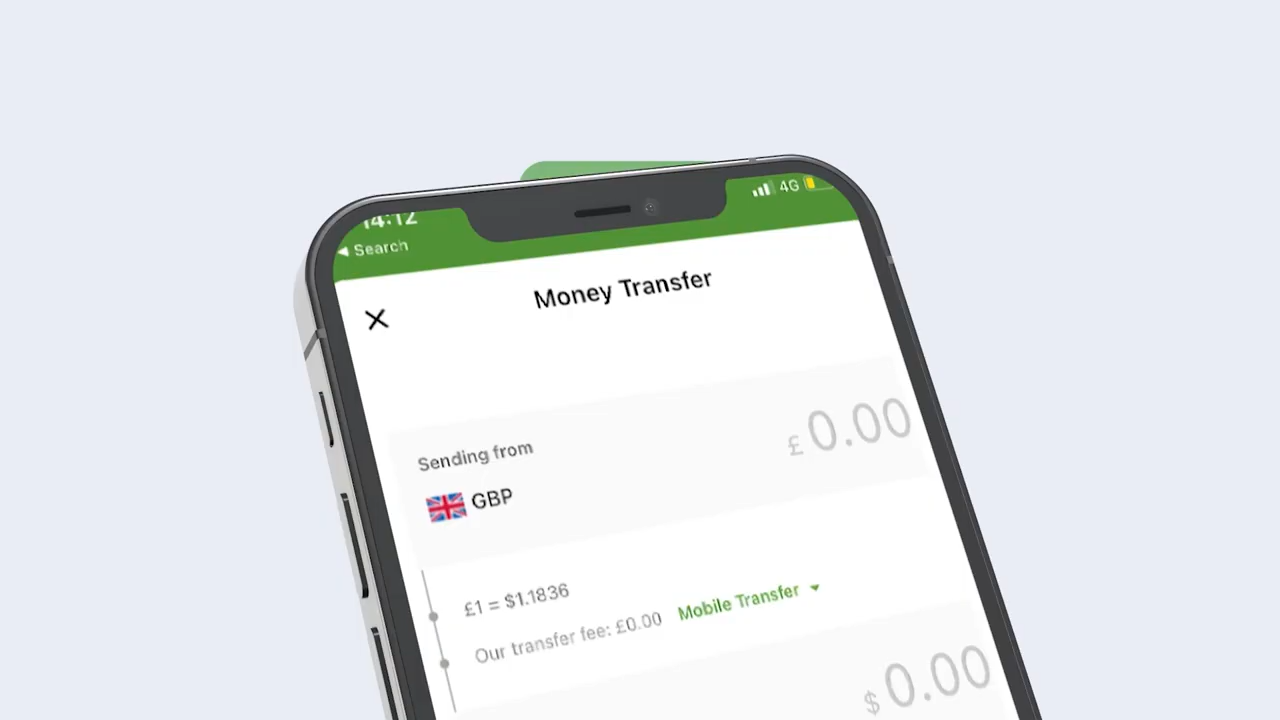 14:12
4G
◀ Search
Money Transfer
Sending from
£ 0.00
GBP
£1 = $1.1836
Our transfer fee: £0.00 Mobile Transfer
$ 0.00